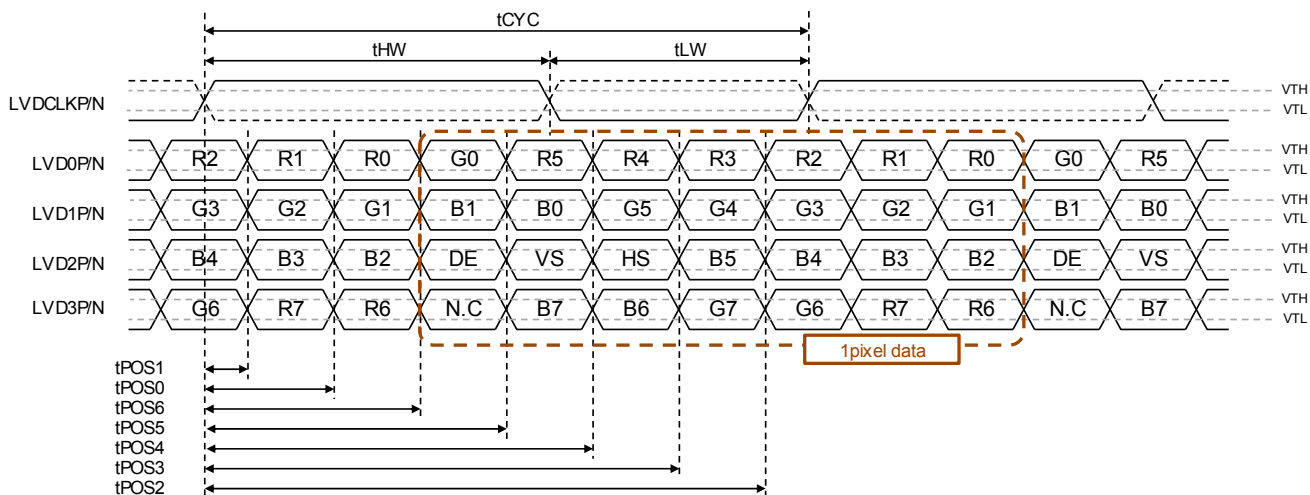 tCYC
tHW tLW
LVDCLKP/N VTH
VTL
LVD0P/N R2 R1 R0 G0 R5 R4 R3 R2 R1 R0 G0 R5 VTH
VTL
LVD1P/N G3 G2 G1 B1 B0 G5 G4 G3 G2 G1 B1 B0 VTH
VTL
LVD2P/N B4 B3 B2 DE VS HS B5 B4 B3 B2 DE VS VTH
VTL
LVD3P/N G6 R7 R6 N.C B7 B6 G7 G6 R7 R6 N.C B7 VTH
VTL
1pixel data
tPOS1
tPOS0
tPOS6
tPOS5
tPOS4
tPOS3
tPOS2